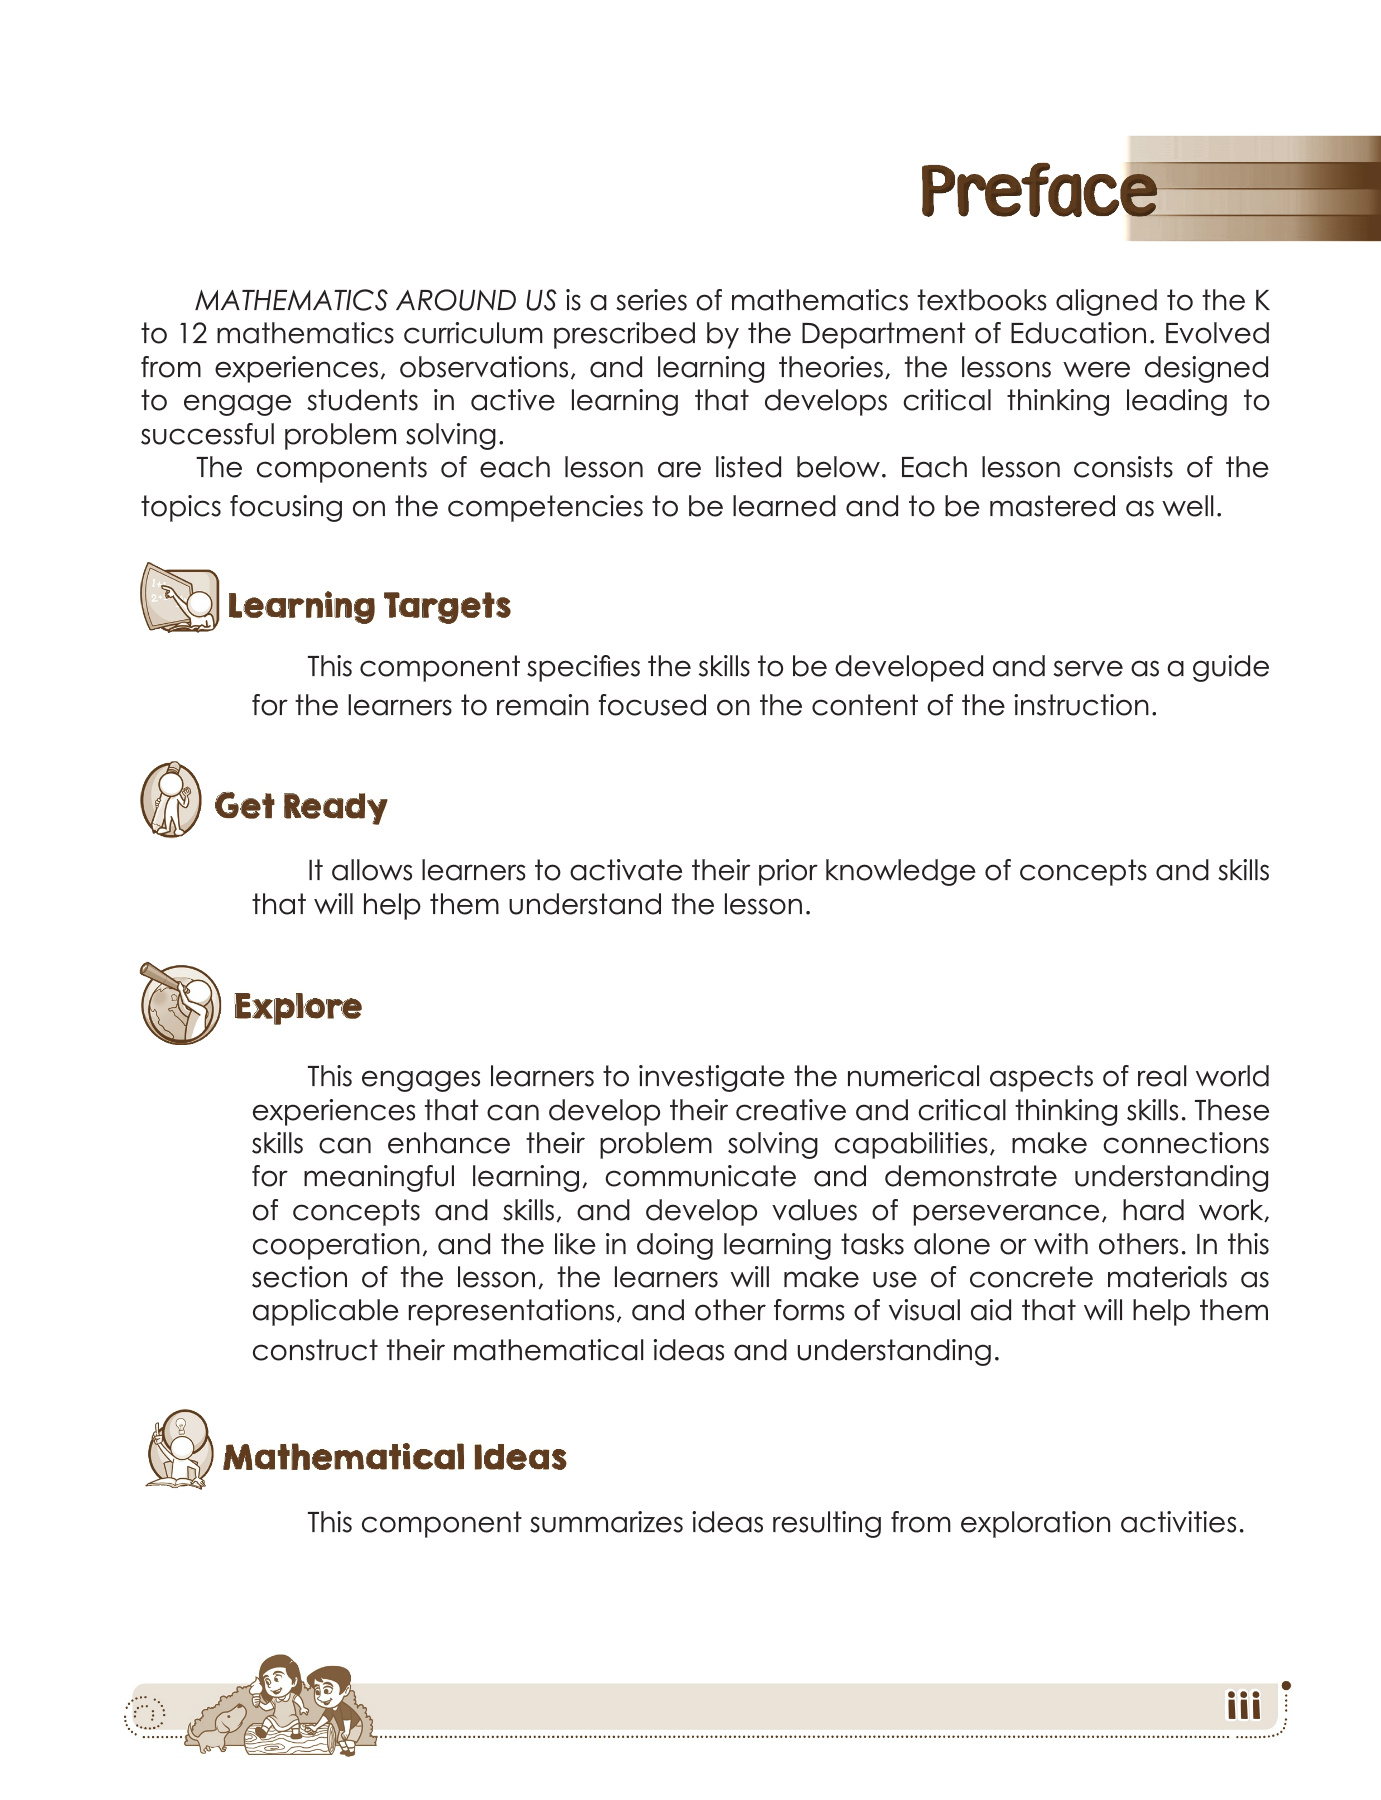 Preface
MATHEMATICS AROUND US is a series of mathematics textbooks aligned to the K
to 12 mathematics curriculum prescribed by the Department of Education. Evolved
from experiences, observations, and learning theories, the lessons were designed
to engage students in active learning that develops critical thinking leading to
successful problem solving.
The components of each lesson are listed below. Each lesson consists of the
topics focusing on the competencies to be learned and to be mastered as well.
Learning Targets
This component specifies the skills to be developed and serve as a guide
for the learners to remain focused on the content of the instruction.
Get Ready
It allows learners to activate their prior knowledge of concepts and skills
that will help them understand the lesson.
Explore
This engages learners to investigate the numerical aspects of real world
experiences that can develop their creative and critical thinking skills. These
skills can enhance their problem solving capabilities, make connections
for meaningful learning, communicate and demonstrate understanding
of concepts and skills, and develop values of perseverance, hard work,
cooperation, and the like in doing learning tasks alone or with others. In this
section of the lesson, the learners will make use of concrete materials as
applicable representations, and other forms of visual aid that will help them
construct their mathematical ideas and understanding.
Mathematical Ideas
This component summarizes ideas resulting from exploration activities.
iii